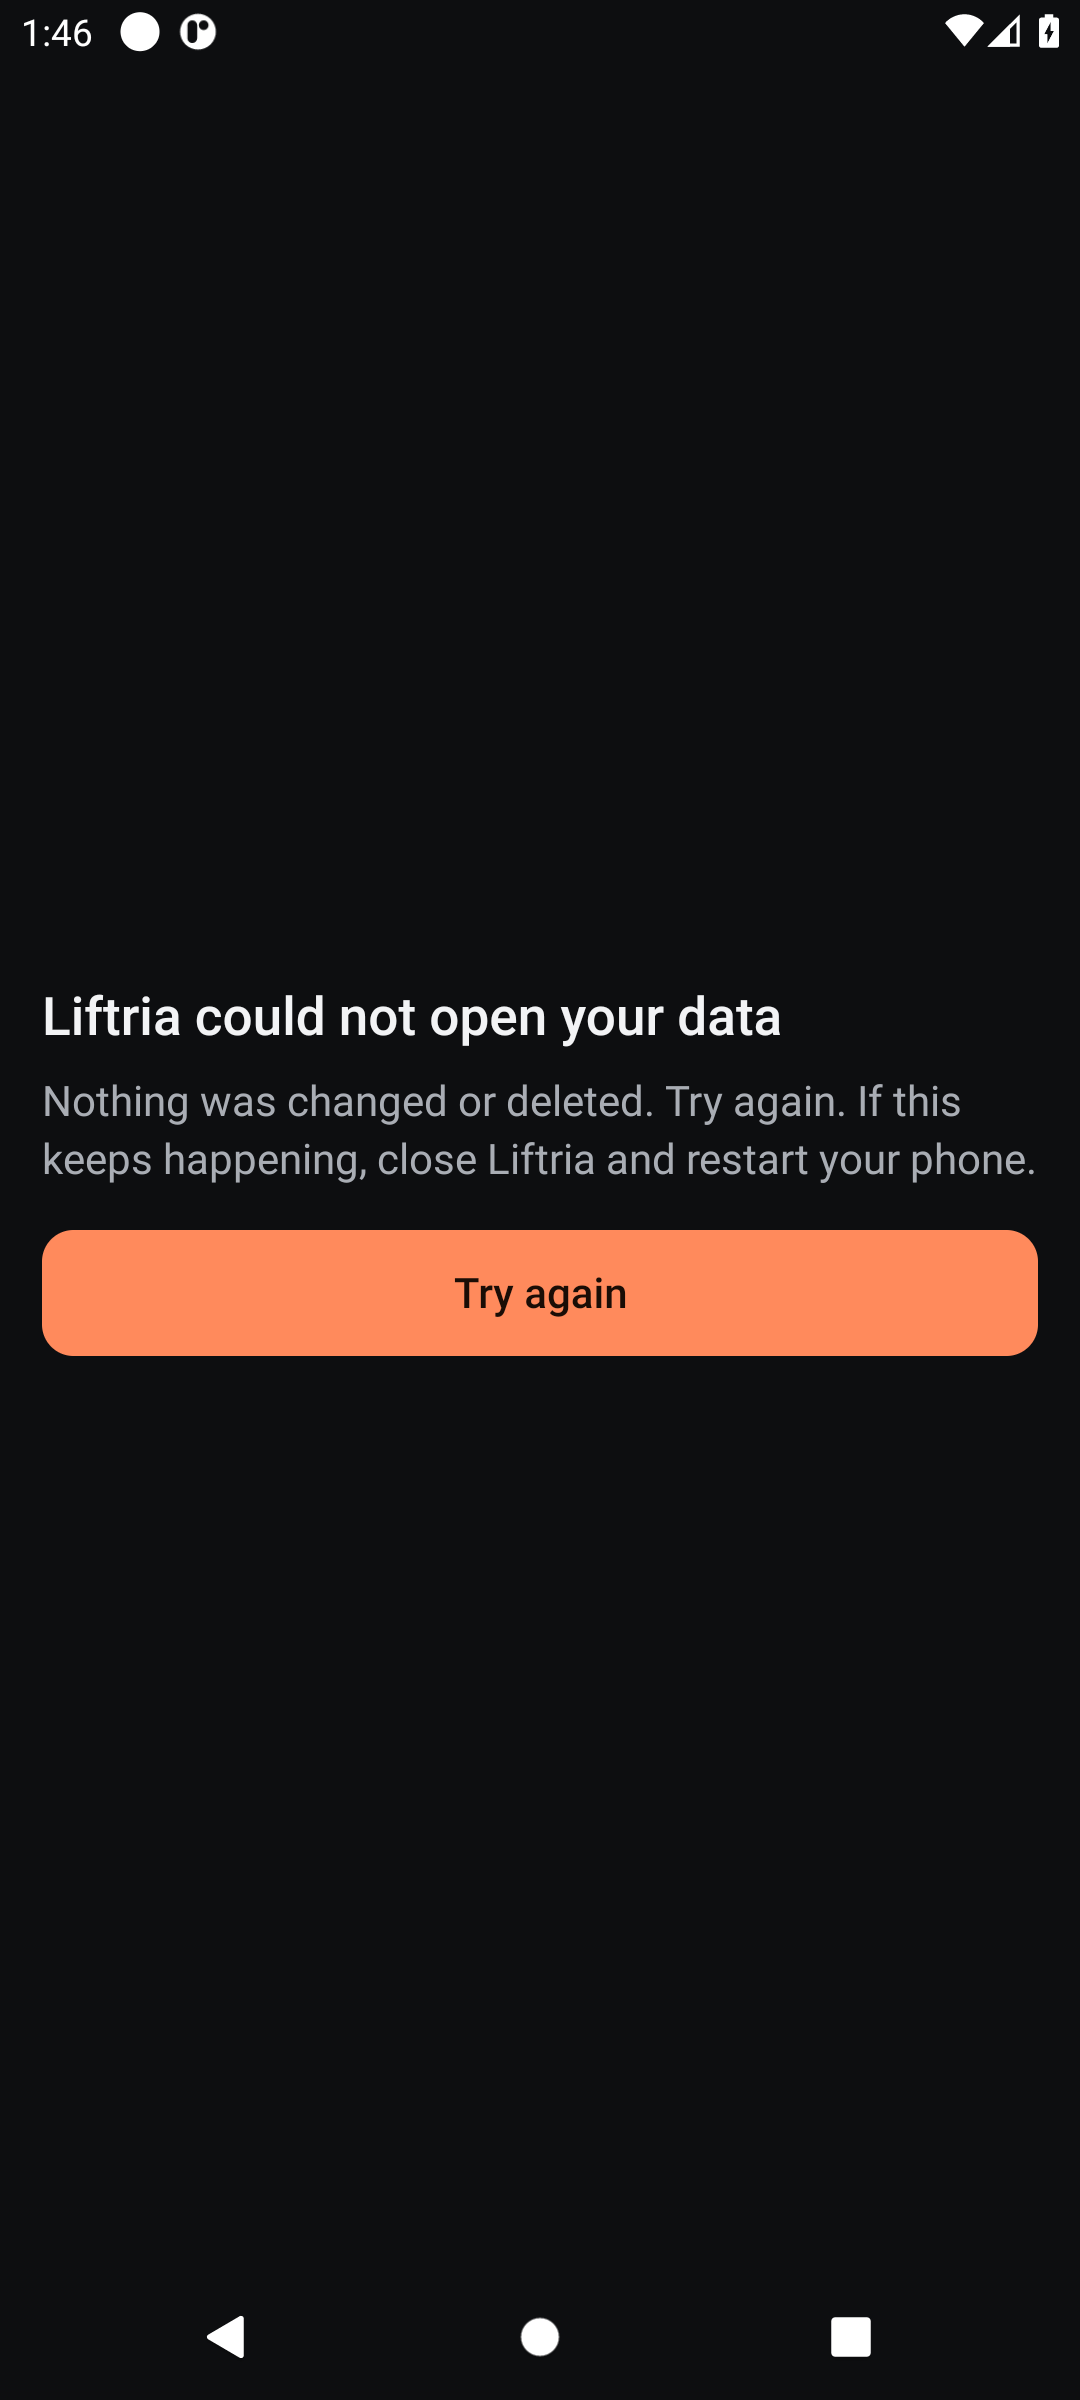 1:46
Liftria could not open your data
Nothing was changed or deleted. Try again. If this
keeps happening, close Liftria and restart your phone.
Try again